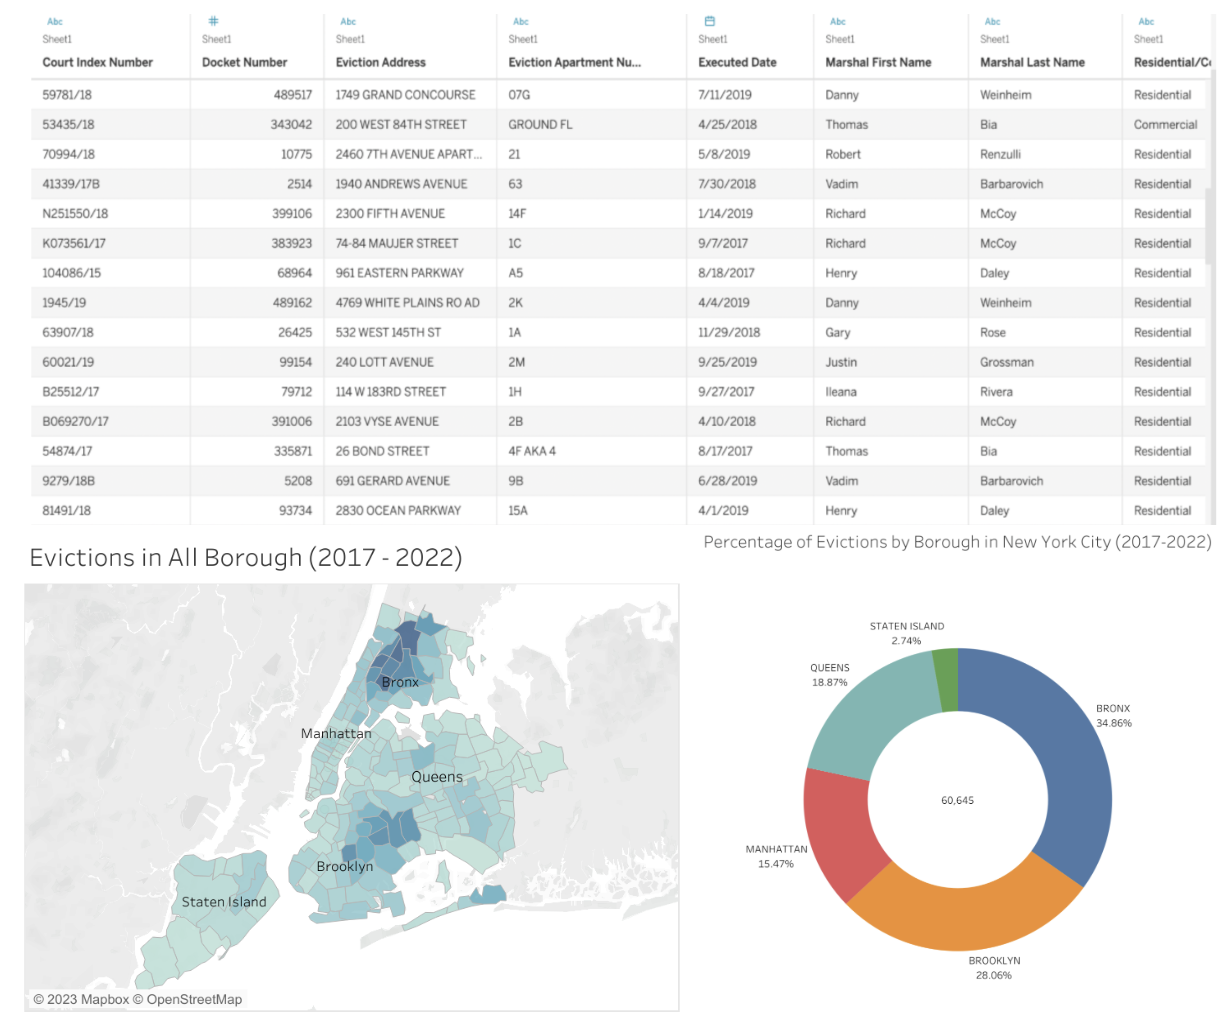 Abc # Abc Abc Abc Abc Abc
Sheet1 Sheet1 Sheet1 Sheet1 Sheet1 Sheet1 Sheet1 Sheet1
Court Index Number Docket Number Eviction Address Eviction Apartment Nu... Executed Date Marshal First Name Marshal Last Name Residential/Co
59781/18 489517 1749 GRAND CONCOURSE 07G 7/11/2019 Danny Weinheim Residential
53435/18 343042 200 WEST 84TH STREET GROUND FL 4/25/2018 Thomas Bia Commercial
70994/18 10775 2460 7TH AVENUE APART... 21 5/8/2019 Robert Renzulli Residential
41339/17B 2514 1940 ANDREWS AVENUE 63 7/30/2018 Vadim Barbarovich Residential
N251550/18 399106 2300 FIFTH AVENUE 14F 1/14/2019 Richard McCoy Residential
K073561/17 383923 74-84 MAUJER STREET 1C 9/7/2017 Richard McCoy Residential
104086/15 68964 961 EASTERN PARKWAY A5 8/18/2017 Henry Daley Residential
1945/19 489162 4769 WHITE PLAINS RO AD 2K 4/4/2019 Danny Weinheim Residential
63907/18 26425 532 WEST 145TH ST 1A 11/29/2018 Gary Rose Residential
60021/19 99154 240 LOTT AVENUE 2M 9/25/2019 Justin Grossman Residential
B25512/17 79712 114 W 183RD STREET 1H 9/27/2017 Ileana Rivera Residential
B069270/17 391006 2103 VYSE AVENUE 2B 4/10/2018 Richard McCoy Residential
54874/17 335871 26 BOND STREET 4F AKA 4 8/17/2017 Thomas Bia Residential
9279/18B 5208 691 GERARD AVENUE 9B 6/28/2019 Vadim Barbarovich Residential
81491/18 93734 2830 OCEAN PARKWAY 15A 4/1/2019 Henry Daley Residential
Evictions in All Borough (2017 - 2022)
Bronx
Manhattan
Queens
Brooklyn
Staten Island
© 2023 Mapbox © OpenStreetMap
Percentage of Evictions by Borough in New York City (2017-2022)
STATEN ISLAND
2.74%
QUEENS
18.87%
BRONX
34.86%
60,645
MANHATTAN
15.47%
BROOKLYN
28.06%